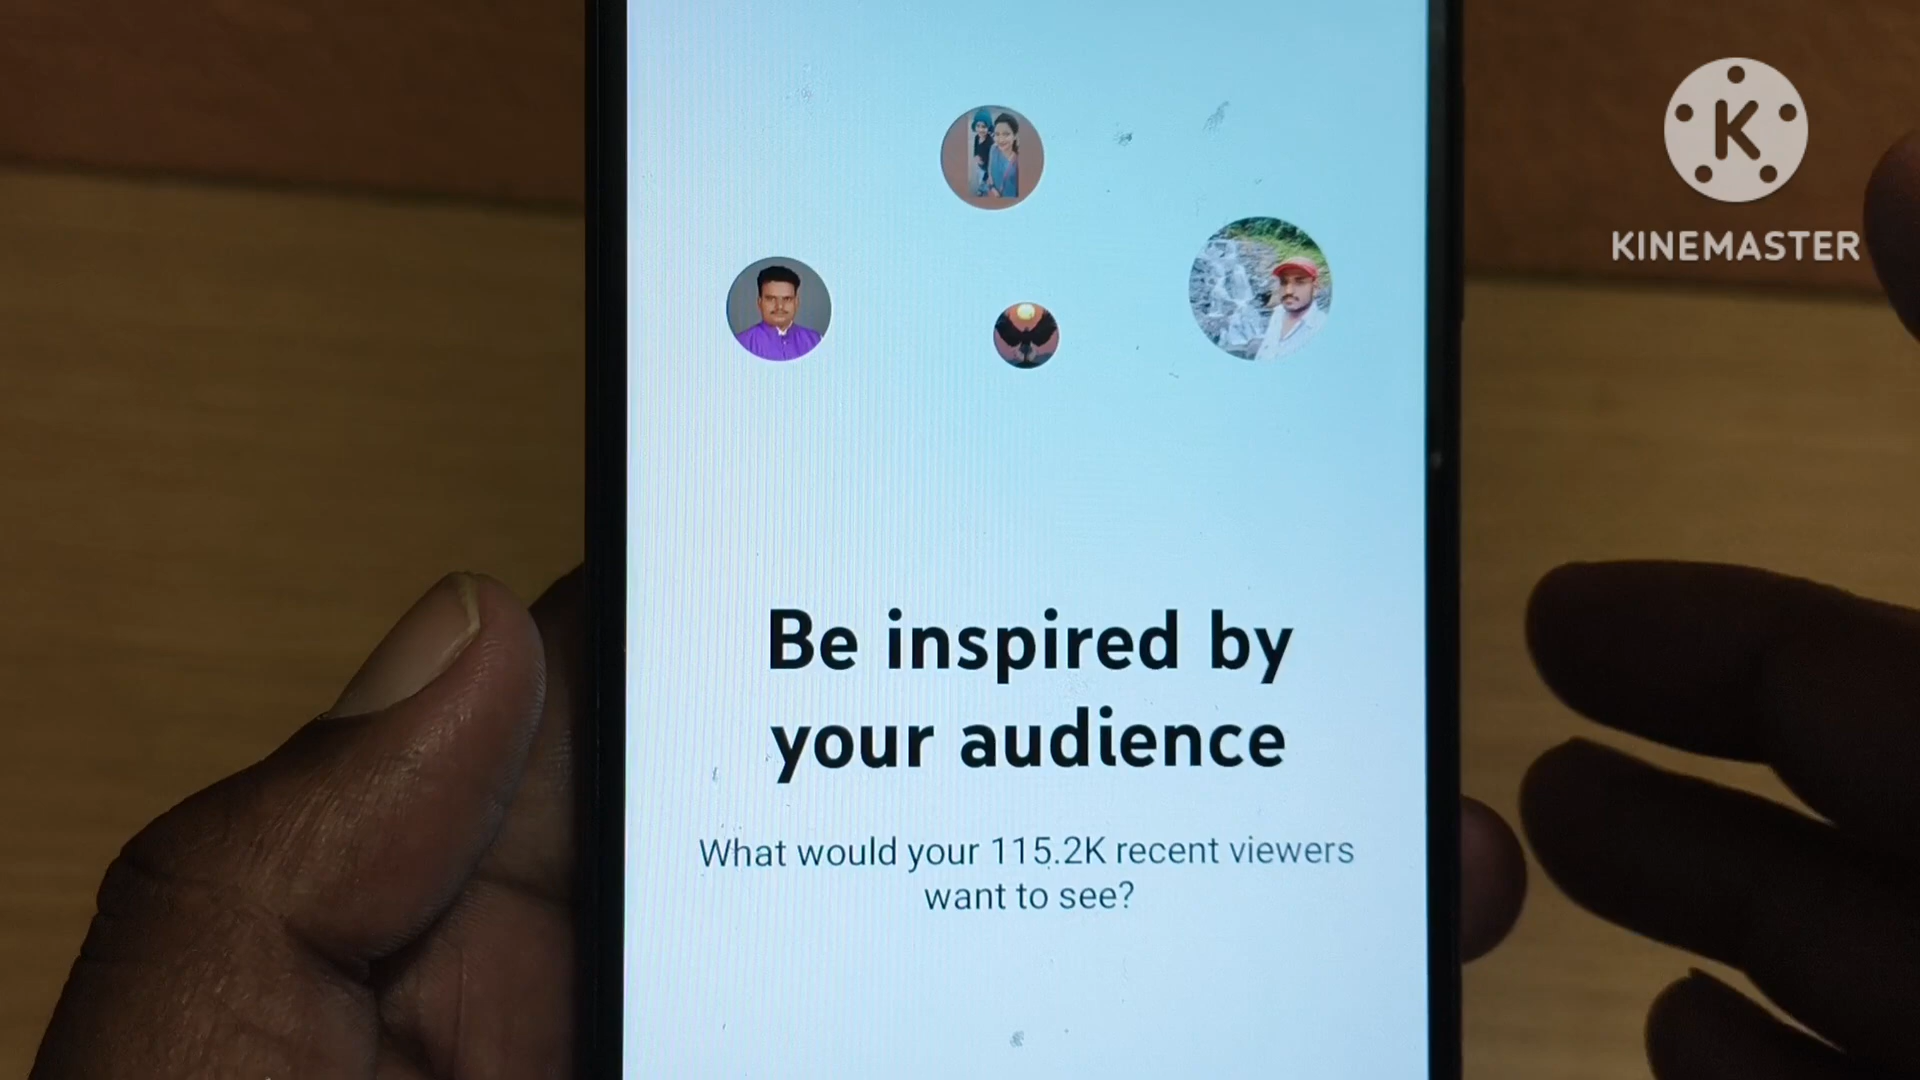 K
KINEMASTER
Be inspired by
your audience
What would your 115.2K recent viewers
want to see?